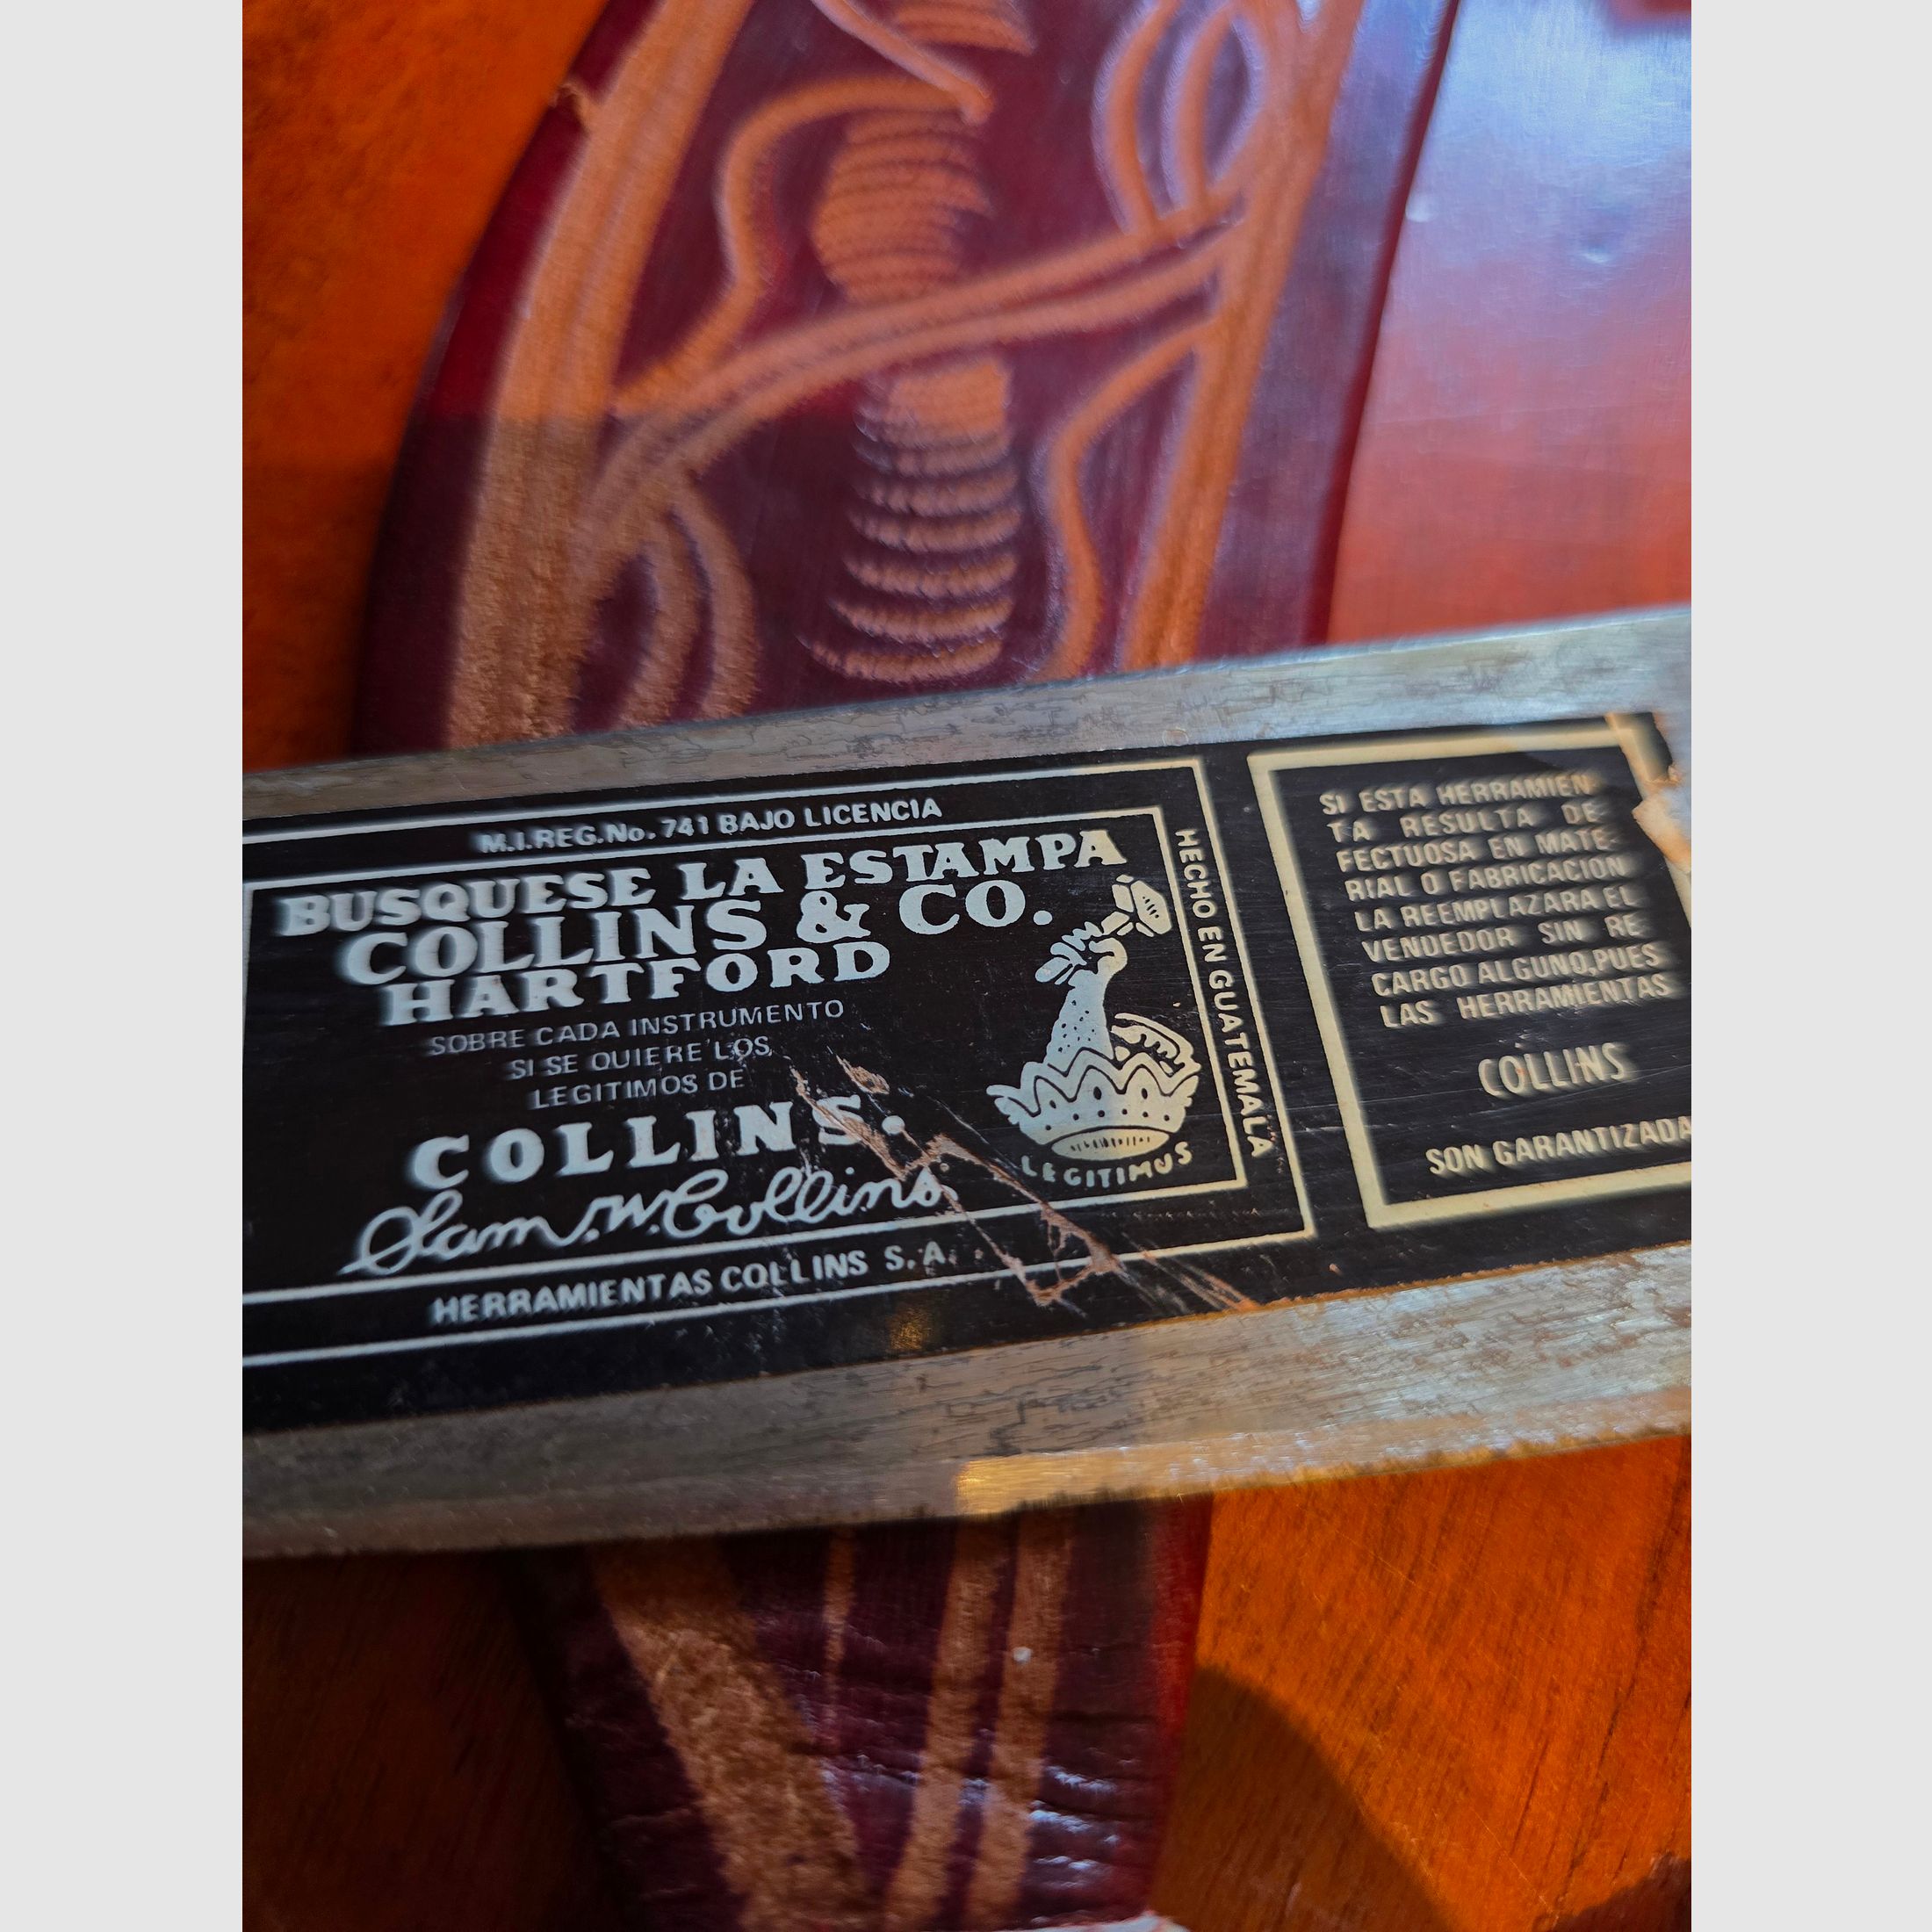 M.I.REG.No. 741 BAJO LICENCIA
BUSQUESE LA ESTAMPA
COLLINS & CO.
HARTFORD
SOBRE CADA INSTRUMENTO
SI SE QUIERE LOS
LEGITIMOS DE
COLLINS.
Sam. W. Collins
HERRAMIENTAS COLLINS S.A.
LEGITIMUS
HECHO EN GUATEMALA
SI ESTA HERRAMIEN
TA RESULTA DE-
FECTUOSA EN MATE-
RIAL O FABRICACION
LA REEMPLAZARA EL
VENDEDOR SIN RE-
CARGO ALGUNO,PUES
LAS HERRAMIENTAS
COLLINS
SON GARANTIZADA